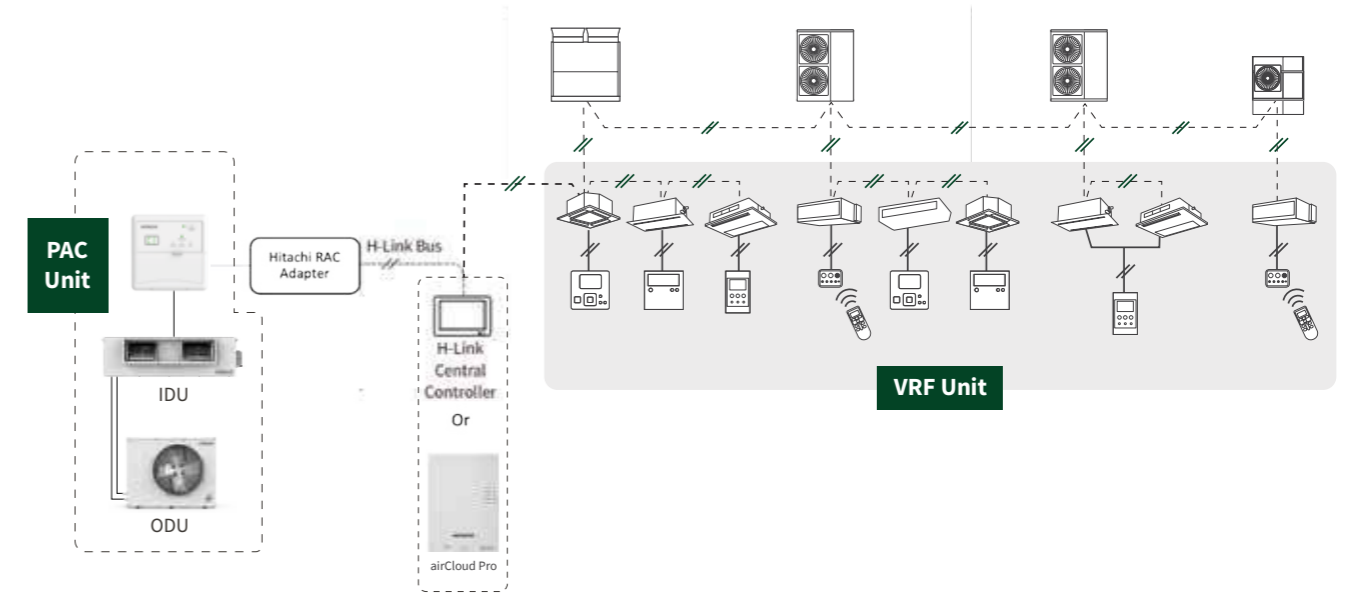 PAC
Unit
Hitachi RAC
Adapter
H-Link Bus
IDU
ODU
H-Link
Central
Controller
Or
airCloud Pro
VRF Unit